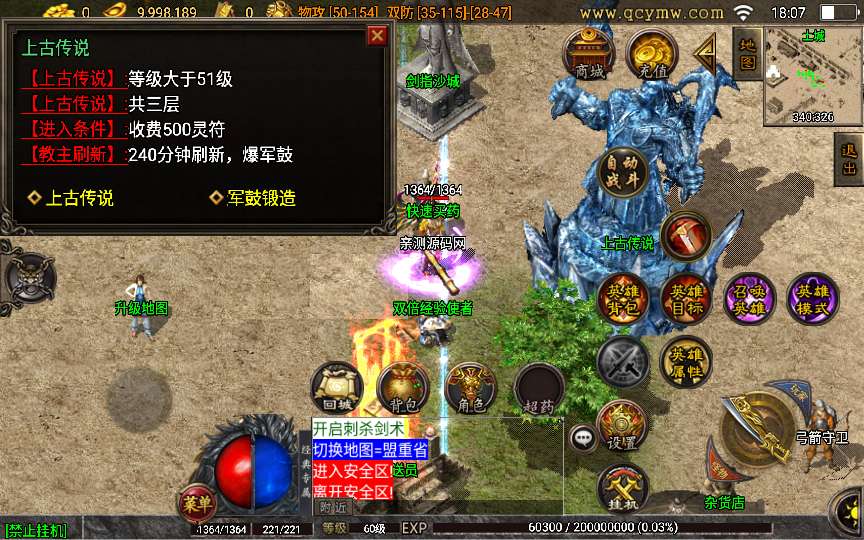 0
9,998,189
0
物攻 [50-154]
双防 [35-115]-[28-47]
www.qcymw.com
18:07
上古传说
【上古传说】:等级大于51级
【上古传说】:共三层
【进入条件】:收费500灵符
【教主刷新】:240分钟刷新，爆军鼓
上古传说
军鼓锻造
剑指沙城
商城
充值
地图
土城
340:326
退出
自动战斗
1364/1364
快速买药
亲测源码网
上古传说
升级地图
双倍经验使者
英雄背包
英雄目标
召唤英雄
英雄模式
英雄属性
回城
背包
角色
超药
设置
玩家
怪物
弓箭守卫
开启刺杀剑术
切换地图=盟重省
进入安全区!
送员
离开安全区!
经典专属
附近
菜单
挂机
杂货店
[禁止挂机]
1364/1364
221/221
等级
60级
EXP
60300 / 200000000 (0.03%)